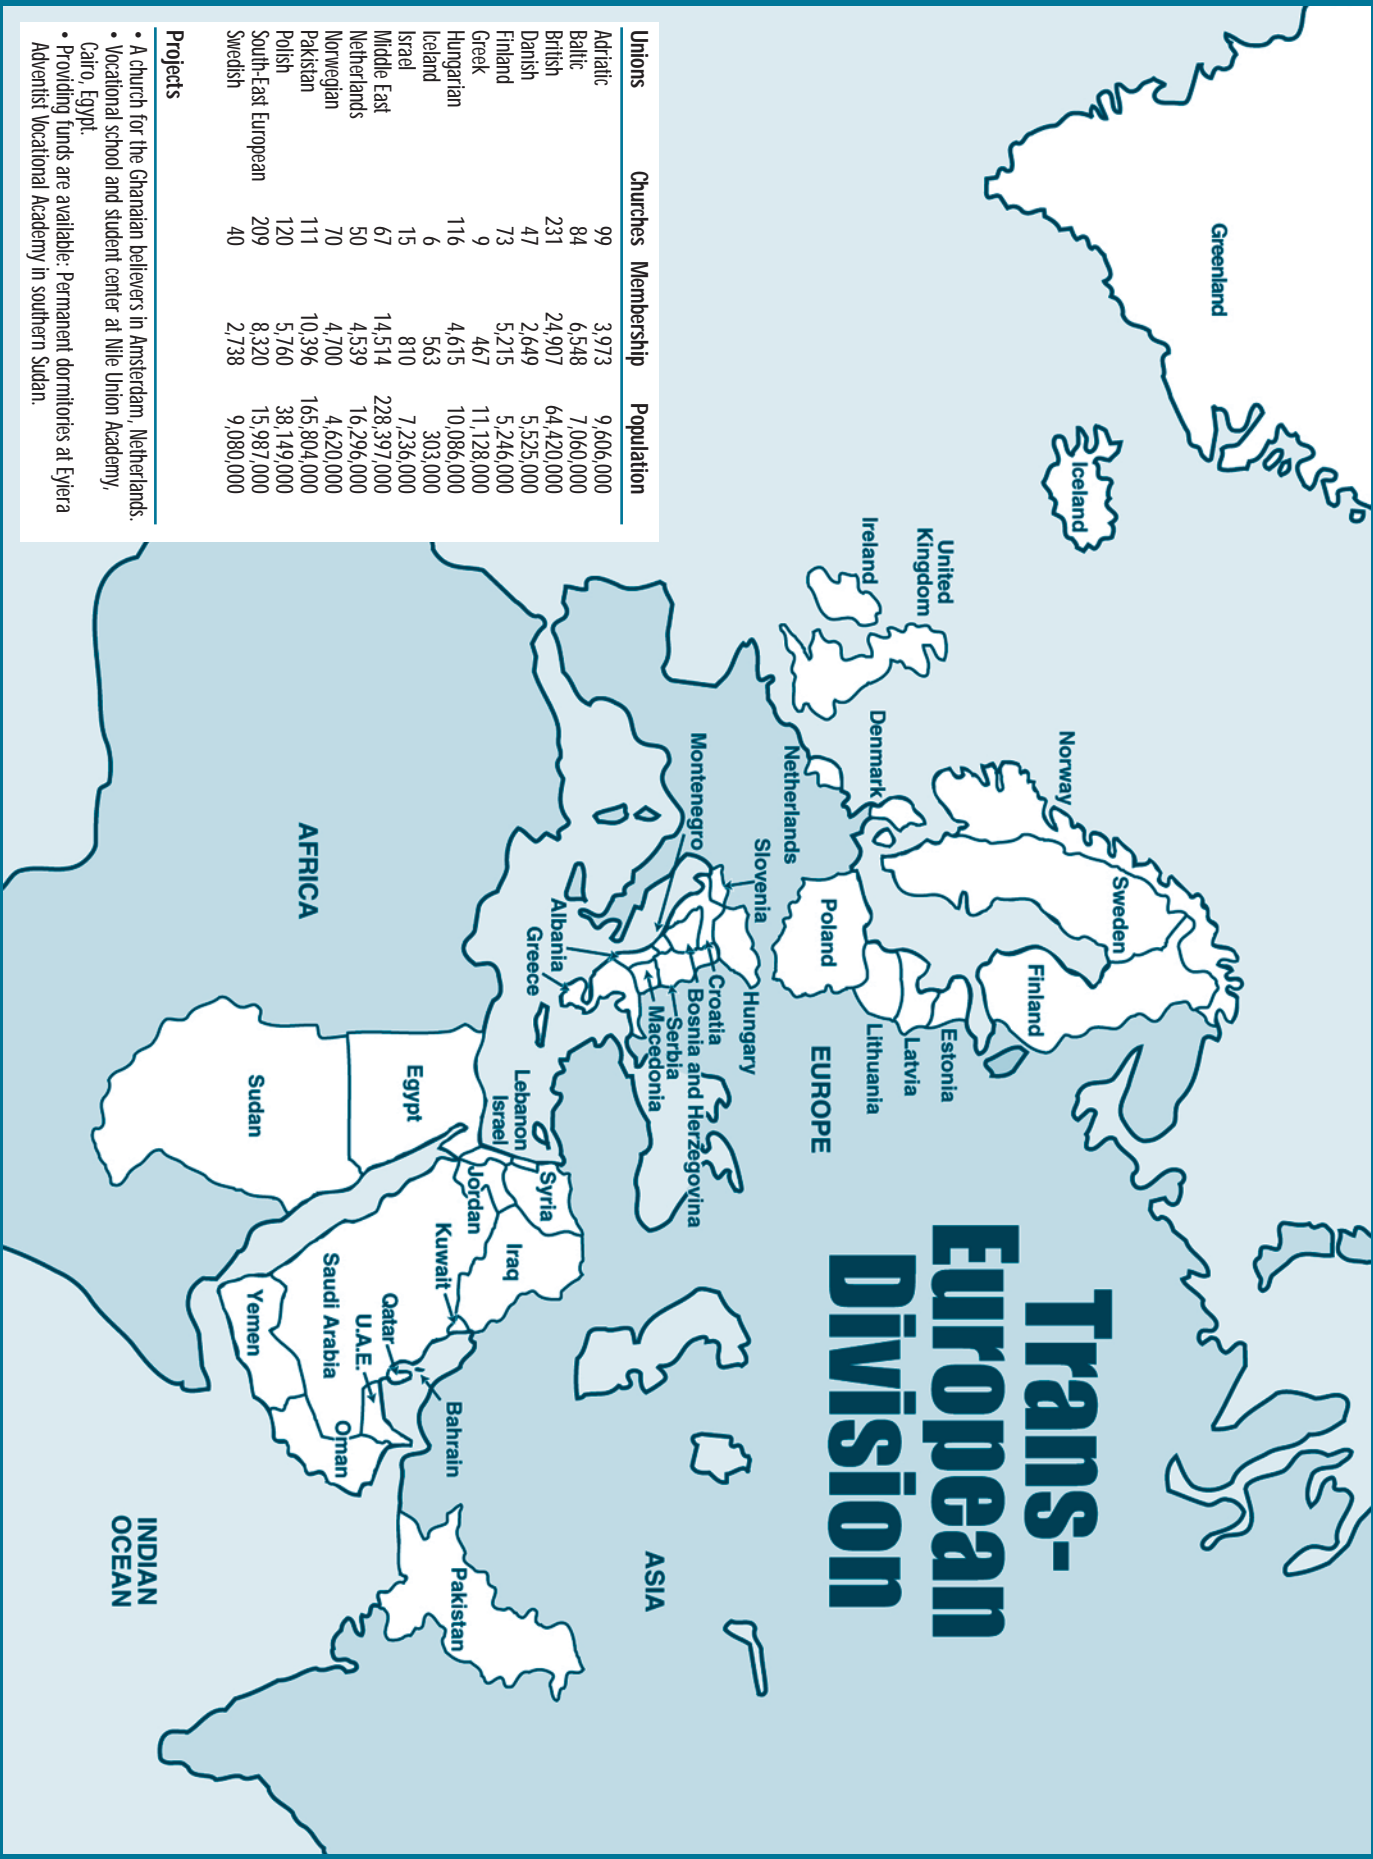 Trans-
European
Division
Greenland
Iceland
United
Kingdom
Ireland
Norway
Sweden
Finland
Denmark
Netherlands
Estonia
Latvia
Lithuania
Poland
EUROPE
Slovenia
Hungary
Montenegro
Croatia
Bosnia and Herzegovina
Serbia
Macedonia
Albania
Greece
ASIA
Lebanon
Israel
Syria
Jordan
Iraq
Kuwait
Egypt
Sudan
AFRICA
Saudi Arabia
Qatar
U.A.E.
Bahrain
Yemen
Oman
Pakistan
INDIAN
OCEAN
Unions Churches Membership Population
Adriatic 99 3,973 9,606,000
Baltic 84 6,548 7,060,000
British 231 24,907 64,420,000
Danish 47 2,649 5,525,000
Finland 73 5,215 5,246,000
Greek 9 467 11,128,000
Hungarian 116 4,615 10,086,000
Iceland 6 563 303,000
Israel 15 810 7,236,000
Middle East 67 14,514 228,397,000
Netherlands 50 4,539 16,296,000
Norwegian 70 4,700 4,620,000
Pakistan 111 10,396 165,804,000
Polish 120 5,760 38,149,000
South-East European 209 8,320 15,987,000
Swedish 40 2,738 9,080,000
Projects
• A church for the Ghanaian believers in Amsterdam, Netherlands.
• Vocational school and student center at Nile Union Academy,
Cairo, Egypt.
• Providing funds are available: Permanent dormitories at Eyiera
Adventist Vocational Academy in southern Sudan.